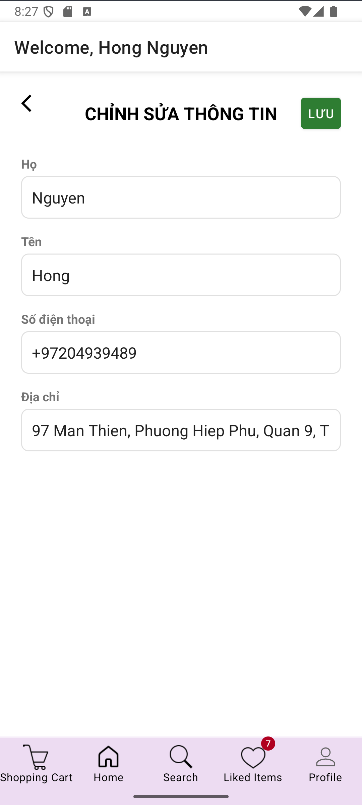 8:27
Welcome, Hong Nguyen
CHỈNH SỬA THÔNG TIN
LƯU
Họ
Nguyen
Tên
Hong
Số điện thoại
+97204939489
Địa chỉ
97 Man Thien, Phuong Hiep Phu, Quan 9, T
7
Shopping Cart Home Search Liked Items Profile